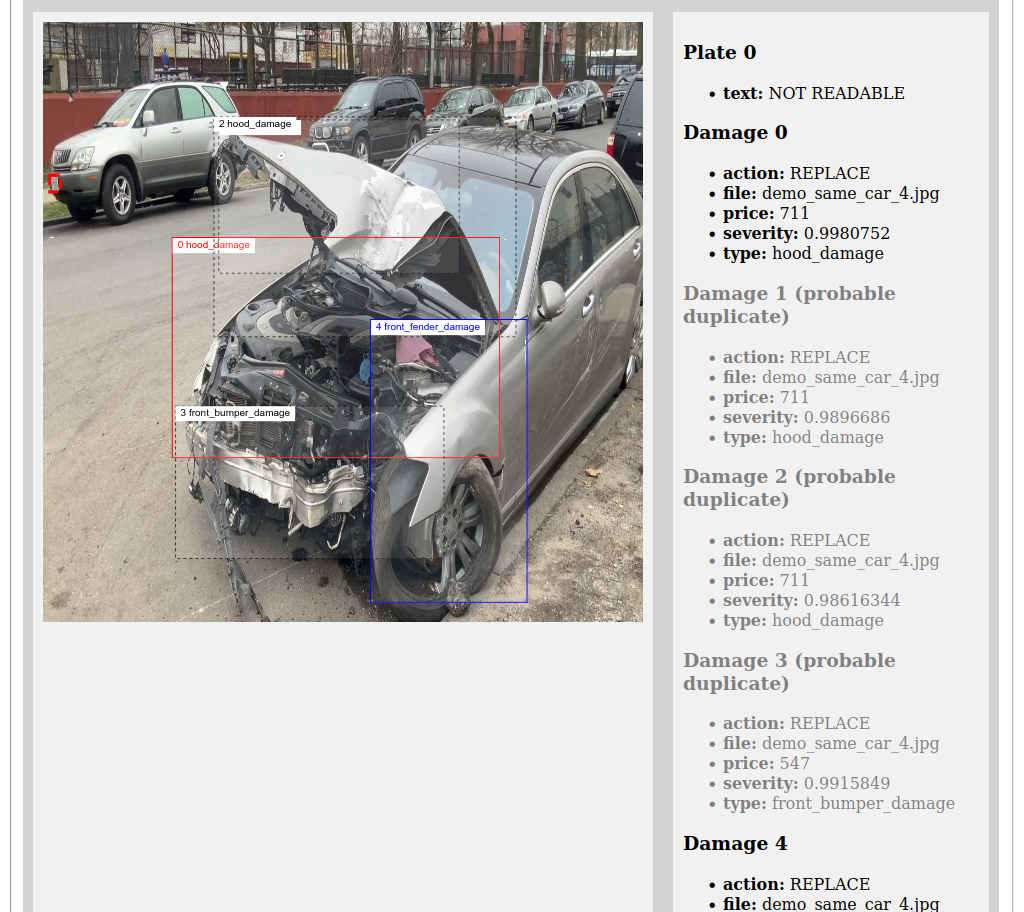 2 hood_damage
0 hood_damage
4 front_fender_damage
3 front_bumper_damage
Plate 0
• text: NOT READABLE
Damage 0
• action: REPLACE
• file: demo_same_car_4.jpg
• price: 711
• severity: 0.9980752
• type: hood_damage
Damage 1 (probable
duplicate)
• action: REPLACE
• file: demo_same_car_4.jpg
• price: 711
• severity: 0.9896686
• type: hood_damage
Damage 2 (probable
duplicate)
• action: REPLACE
• file: demo_same_car_4.jpg
• price: 711
• severity: 0.98616344
• type: hood_damage
Damage 3 (probable
duplicate)
• action: REPLACE
• file: demo_same_car_4.jpg
• price: 547
• severity: 0.9915849
• type: front_bumper_damage
Damage 4
• action: REPLACE
• file: demo_same_car_4.jpg